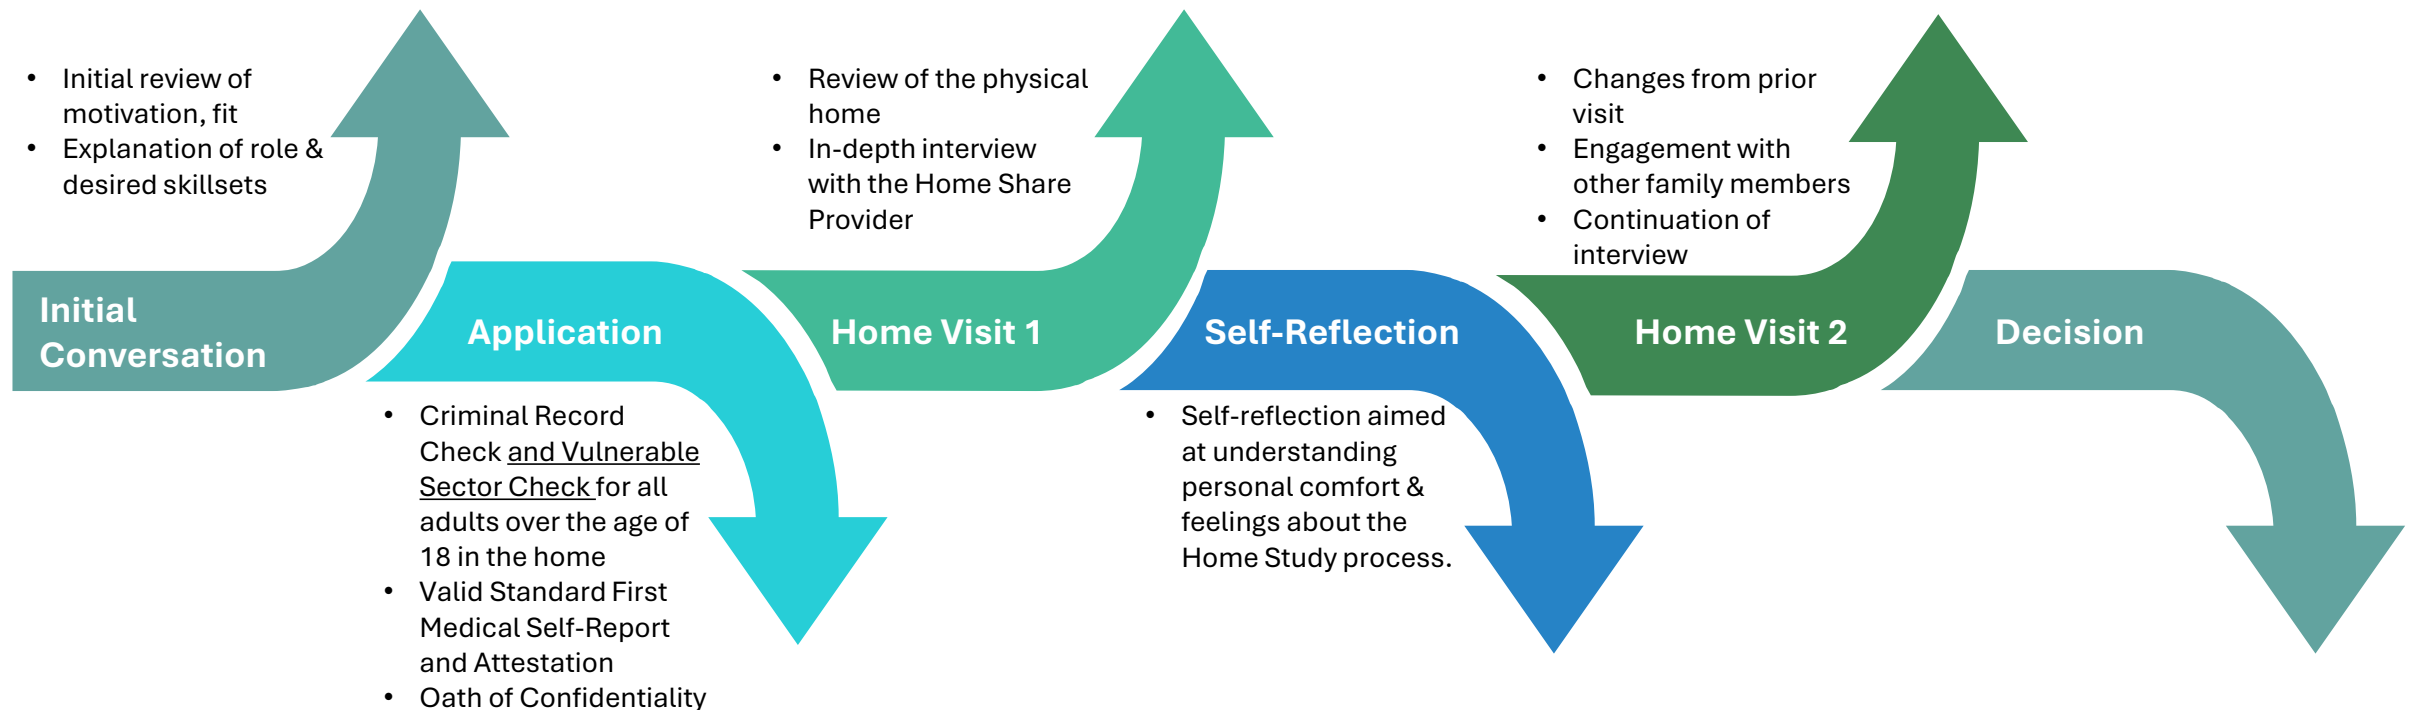 • Initial review of
motivation, fit
• Explanation of role &
desired skillsets
Initial
Conversation
Application
• Criminal Record
Check and Vulnerable
Sector Check for all
adults over the age of
18 in the home
• Valid Standard First
Medical Self-Report
and Attestation
• Oath of Confidentiality
• Review of the physical
home
• In-depth interview
with the Home Share
Provider
Home Visit 1
Self-Reflection
• Self-reflection aimed
at understanding
personal comfort &
feelings about the
Home Study process.
• Changes from prior
visit
• Engagement with
other family members
• Continuation of
interview
Home Visit 2
Decision